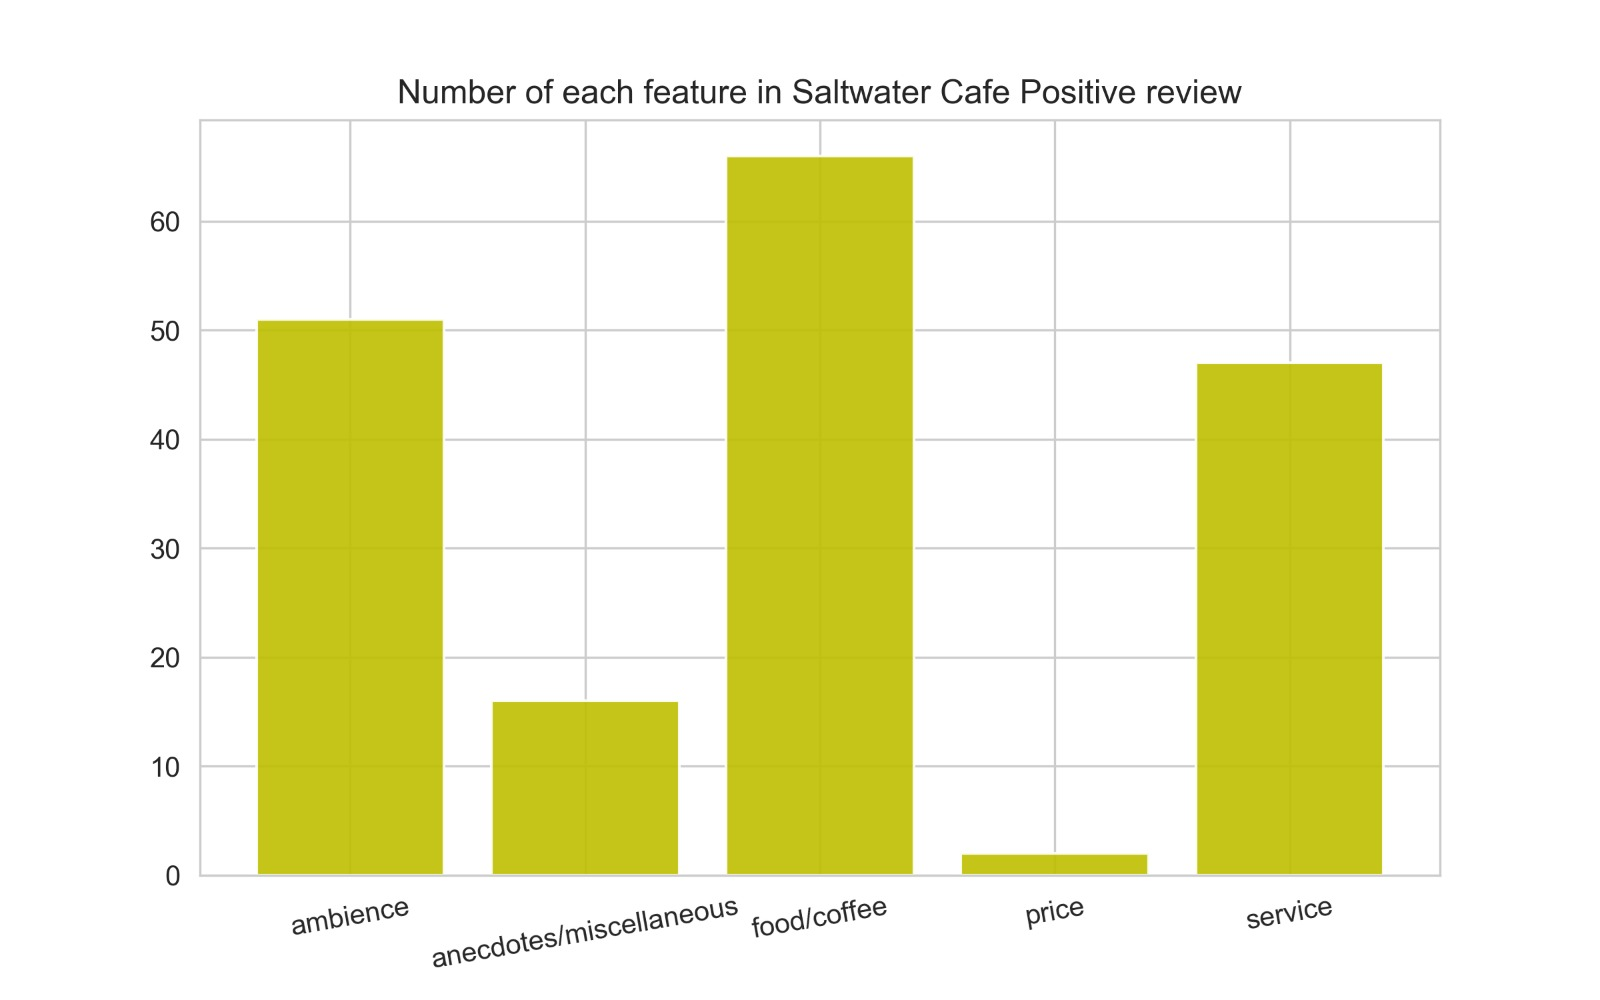 Number of each feature in Saltwater Cafe Positive review
60
50
40
30
20
10
0
ambience
anecdotes/miscellaneous
food/coffee
price
service